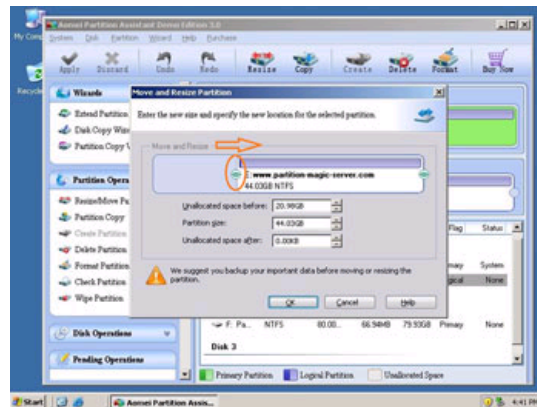 My Comp
Aomei Partition Assistant Server Edition 3.0
System Disk Partition Wizard Help Purchase
Apply Discard Undo Redo Resize Copy Create Delete Format Buy Now
Recycle
Wizards
Extend Partition
Disk Copy Wiz
Partition Copy W
Move and Resize Partition
Enter the new size and specify the new location for the selected partition.
Move and Resize
www.partition-magic-server.com
44.03GB NTFS
Unallocated space before: 20.98GB
Partition size: 44.03GB
Unallocated space after: 0.00KB
We suggest you backup your important data before moving or resizing the
partition.
OK Cancel Help
Partition Opera
Resize/Move Pa
Partition Copy
Create Partition
Delete Partition
Format Partition
Check Partition
Wipe Partition
Flag Status
System
None
F: Pa... NTFS 80.00... 66.94MB 79.93GB Primary None
Disk 3
Disk Operations
Pending Operations
Primary Partition Logical Partition Unallocated Space
Start Aomei Partition Assis... 4:41 PM